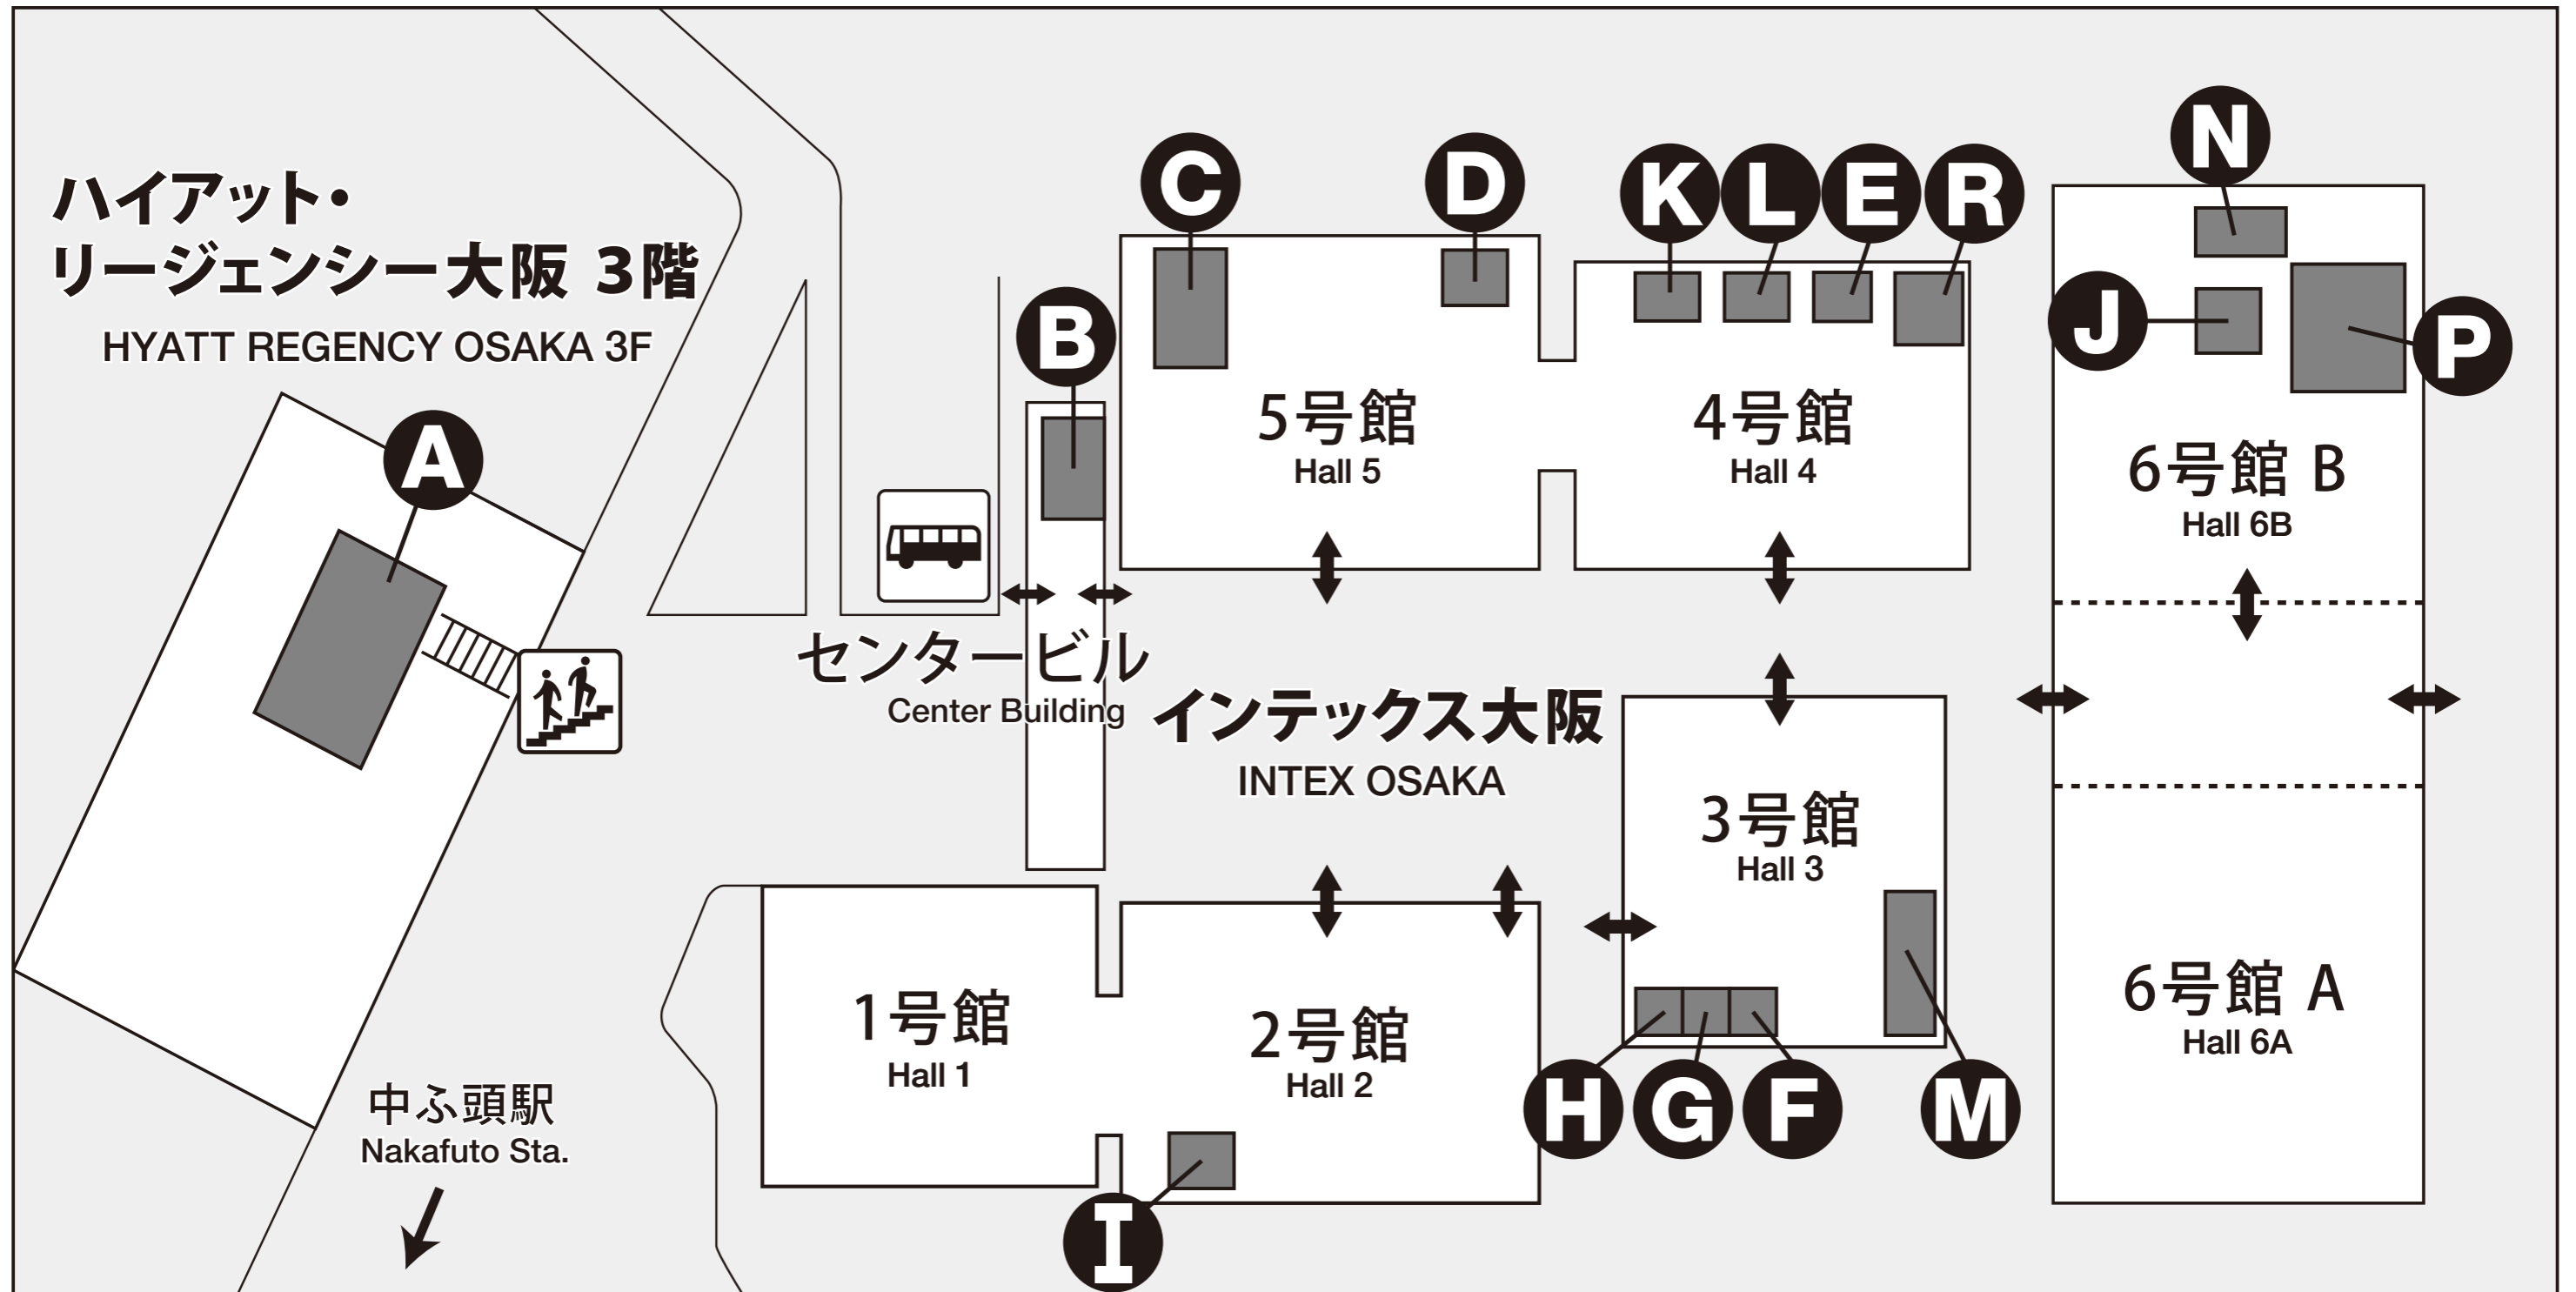 ハイアット・
リージェンシー大阪 3階
HYATT REGENCY OSAKA 3F
A
B
C
D
K
L
E
R
N
J
P
5号館
Hall 5
4号館
Hall 4
6号館 B
Hall 6B
センタービル
Center Building
インテックス大阪
INTEX OSAKA
3号館
Hall 3
1号館
Hall 1
2号館
Hall 2
6号館 A
Hall 6A
H
G
F
M
I
中ふ頭駅
Nakafuto Sta.